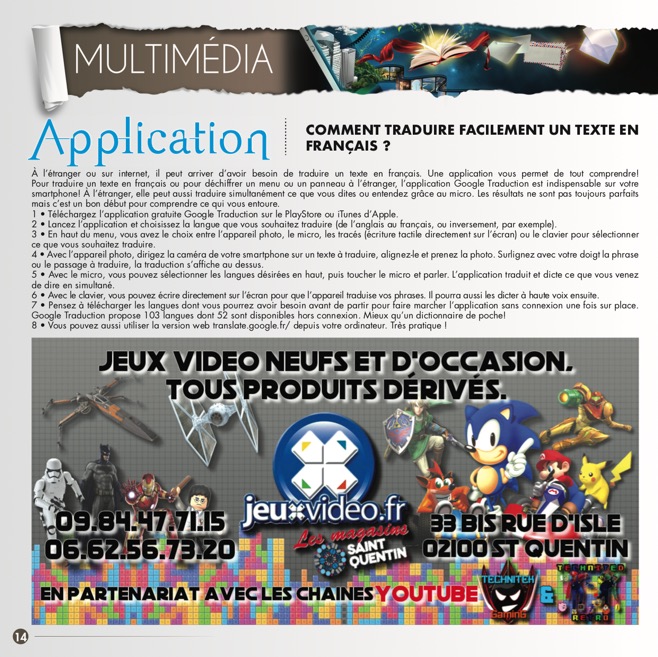 MULTIMÉDIA
Application
COMMENT TRADUIRE FACILEMENT UN TEXTE EN
FRANÇAIS ?
À l'étranger ou sur internet, il peut arriver d'avoir besoin de traduire un texte en français. Une application vous permet de tout comprendre!
Pour traduire un texte en français ou pour déchiffrer un menu ou un panneau à l'étranger, l'application Google Traduction est indispensable sur votre
smartphone! À l'étranger, elle peut aussi traduire simultanément ce que vous dites ou entendez grâce au micro. Les résultats ne sont pas toujours parfaits
mais c'est un bon début pour comprendre ce qui vous entoure.
1 • Téléchargez l'application gratuite Google Traduction sur le PlayStore ou iTunes d'Apple.
2 • Lancez l'application et choisissez la langue que vous souhaitez traduire (de l'anglais au français, ou inversement, par exemple).
3 • En haut du menu, vous avez le choix entre l'appareil photo, le micro, les tracés (écriture tactile directement sur l'écran) ou le clavier pour sélectionner
ce que vous souhaitez traduire.
4 • Avec l'appareil photo, dirigez la caméra de votre smartphone sur un texte à traduire, alignez-le et prenez la photo. Surlignez avec votre doigt la phrase
ou le passage à traduire, la traduction s'affiche au dessus.
5 • Avec le micro, vous pouvez sélectionner les langues désirées en haut, puis toucher le micro et parler. L'application traduit et dicte ce que vous venez
de dire en simultané.
6 • Avec le clavier, vous pouvez écrire directement sur l'écran pour que l'appareil traduise vos phrases. Il pourra aussi les dicter à haute voix ensuite.
7 • Pensez à télécharger les langues dont vous pourrez avoir besoin avant de partir pour faire marcher l'application sans connexion une fois sur place.
Google Traduction propose 103 langues dont 52 sont disponibles hors connexion. Mieux qu'un dictionnaire de poche!
8 • Vous pouvez aussi utiliser la version web translate.google.fr/ depuis votre ordinateur. Très pratique !
JEUX VIDEO NEUFS ET D'OCCASION.
TOUS PRODUITS DÉRIVÉS.
jeuxvideo.fr
Les magasins
SAINT
QUENTIN
09.84.47.71.15
06.62.56.73.20
33 BIS RUE D'ISLE
02100 ST QUENTIN
EN PARTENARIAT AVEC LES CHAINES YOUTUBE TECHNITEK GAMING &
RETRO
14